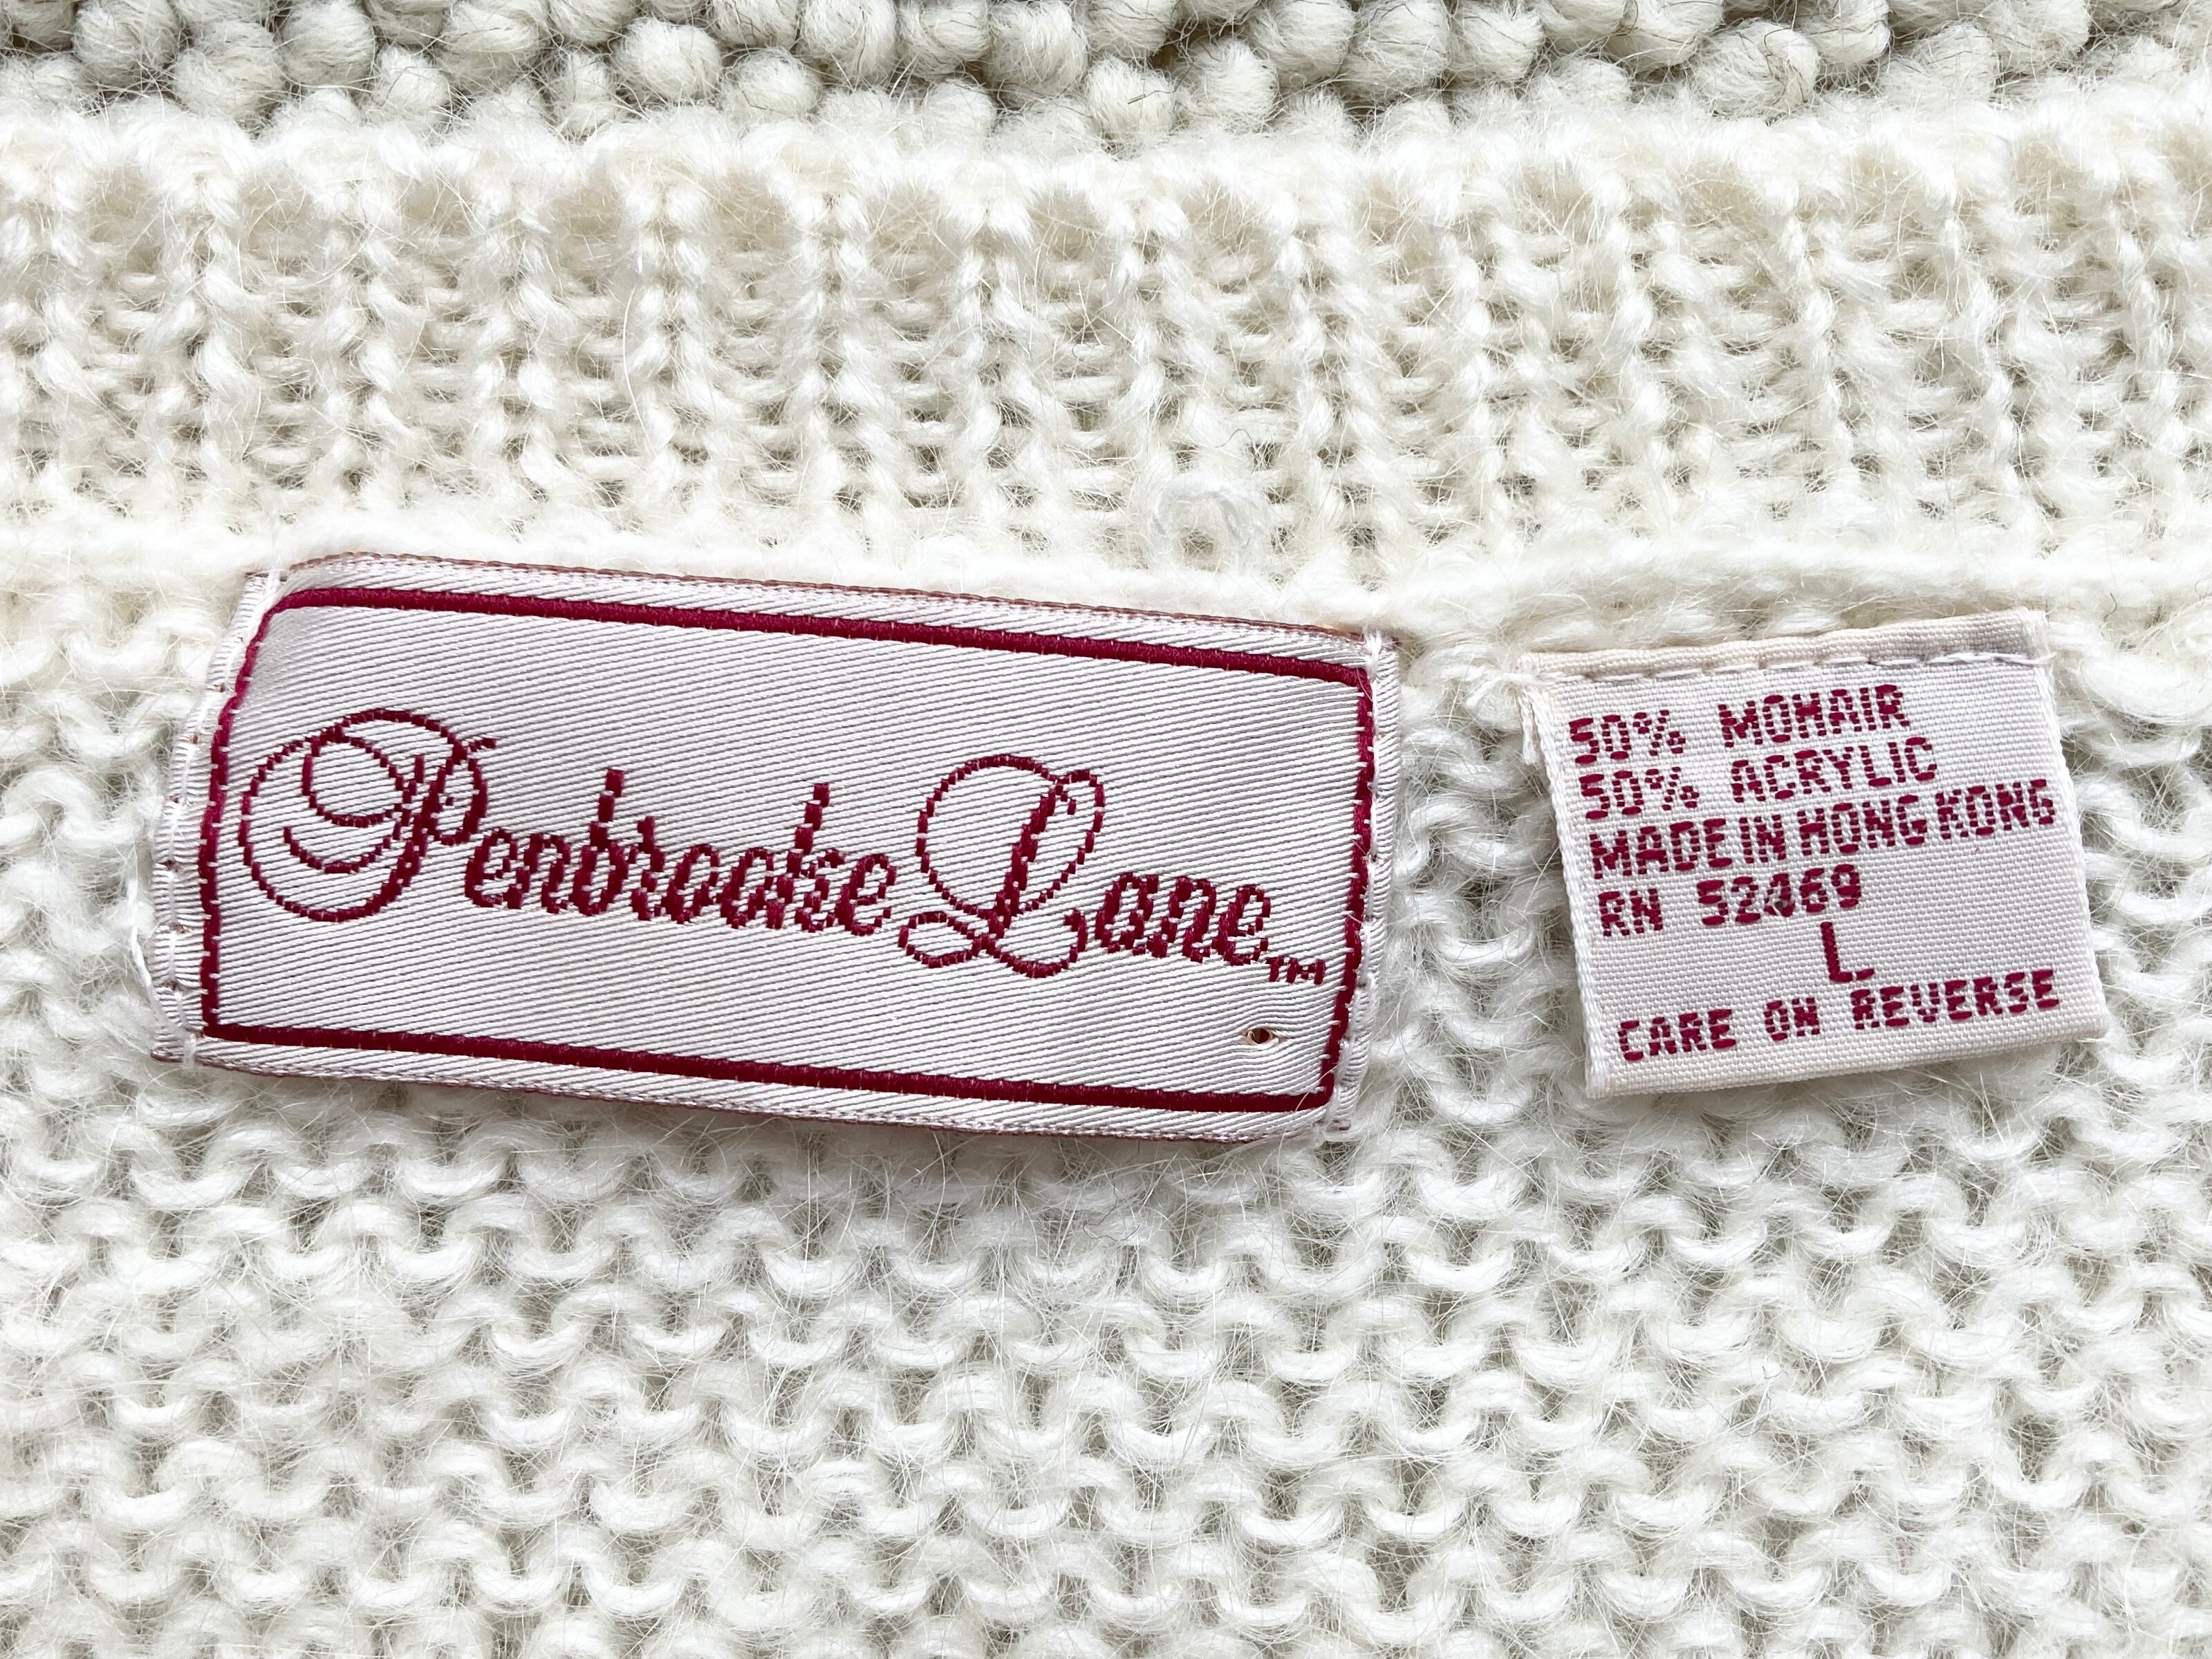 Penbrooke Lane™
50% MOHAIR
50% ACRYLIC
MADE IN HONG KONG
RN 52469
L
CARE ON REVERSE